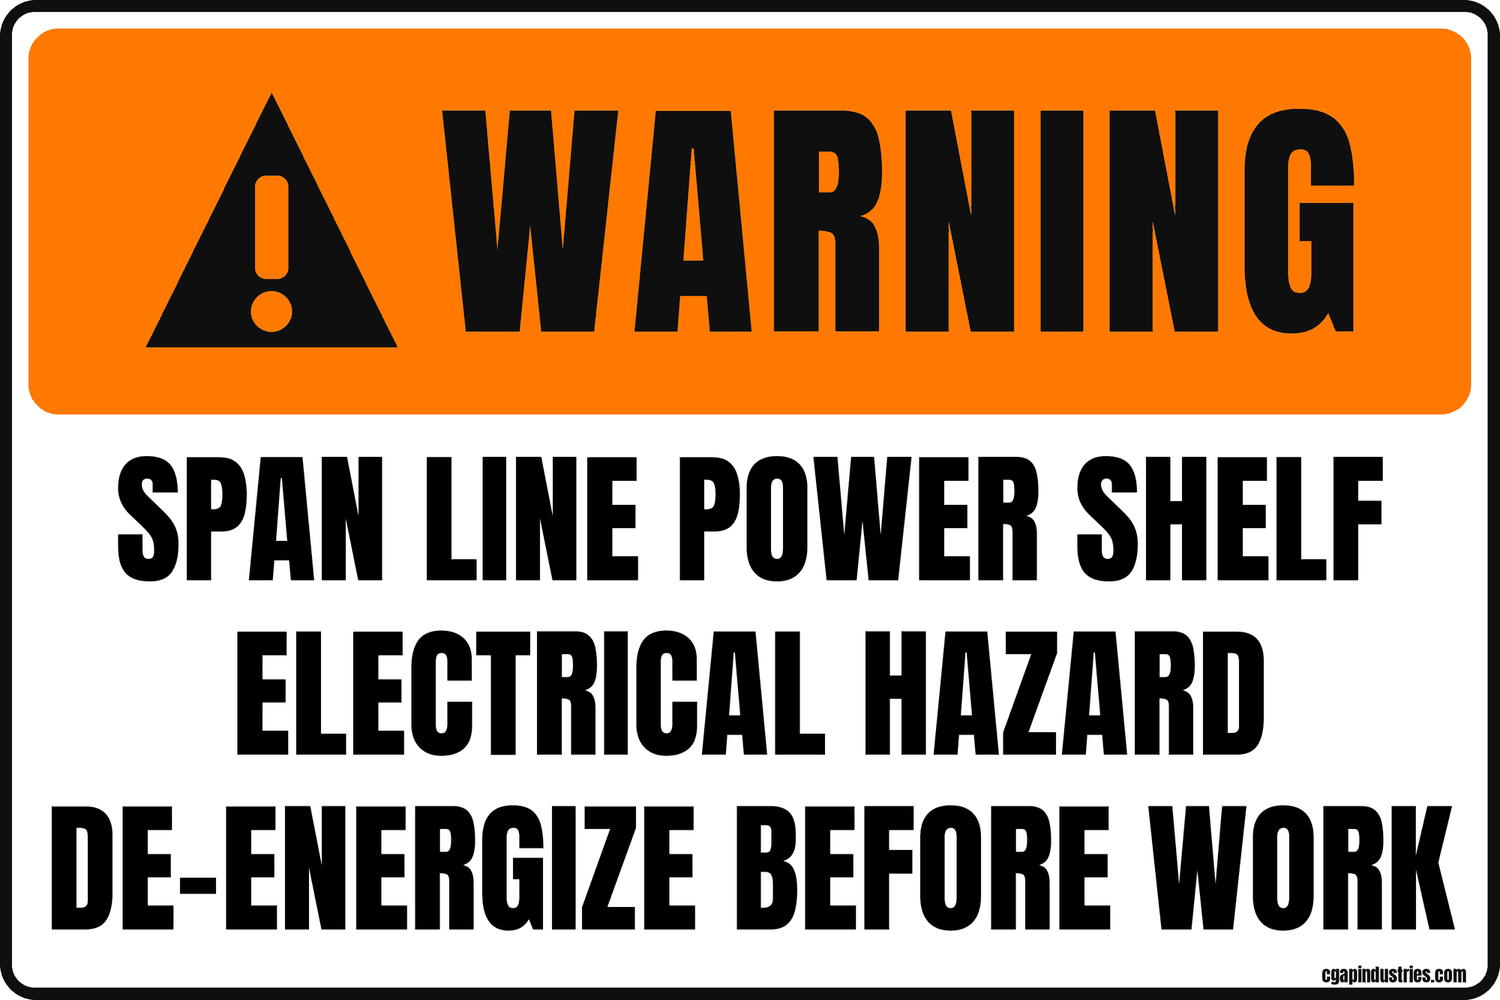 WARNING
SPAN LINE POWER SHELF
ELECTRICAL HAZARD
DE-ENERGIZE BEFORE WORK
cgapindustries.com